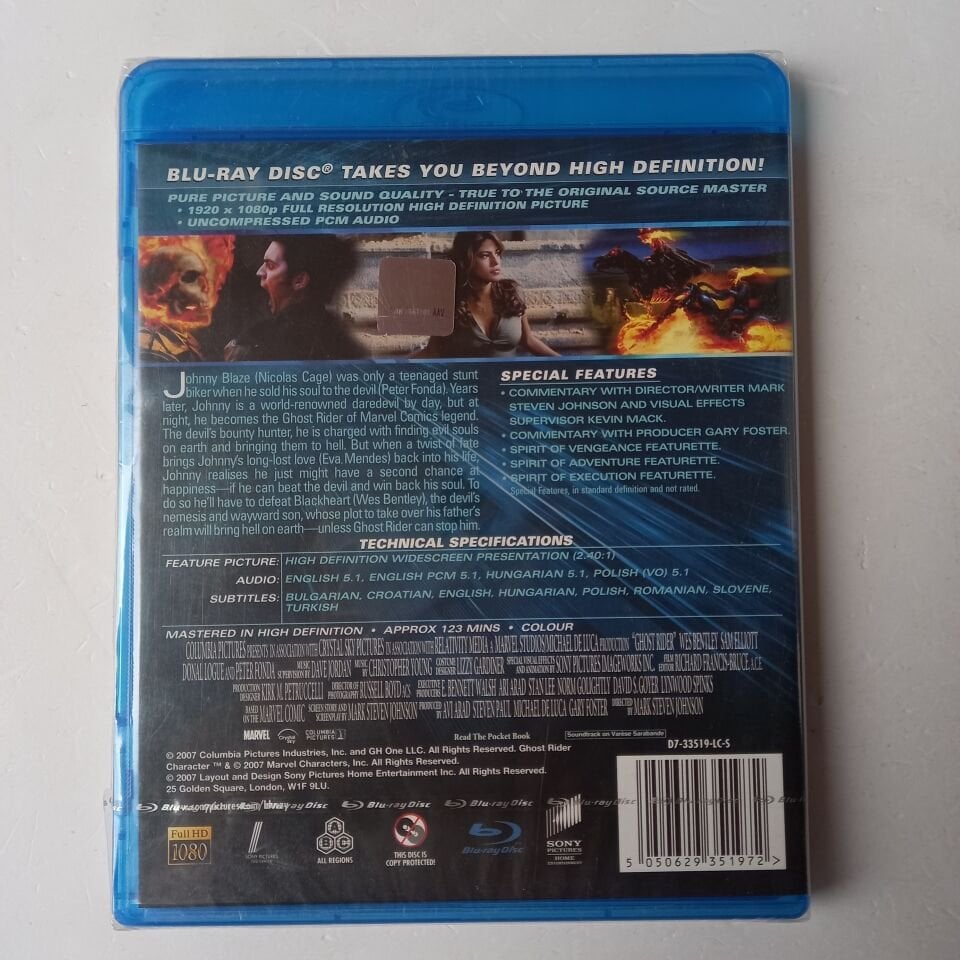 BLU-RAY DISC® TAKES YOU BEYOND HIGH DEFINITION!
PURE PICTURE AND SOUND QUALITY - TRUE TO THE ORIGINAL SOURCE MASTER
• 1920 x 1080p FULL RESOLUTION HIGH DEFINITION PICTURE
• UNCOMPRESSED PCM AUDIO
Johnny Blaze (Nicolas Cage) was only a teenaged stunt
biker when he sold his soul to the devil (Peter Fonda). Years
later, Johnny is a world-renowned daredevil by day, but at
night, he becomes the Ghost Rider of Marvel Comics legend.
The devil's bounty hunter, he is charged with finding evil souls
on earth and bringing them to hell. But when a twist of fate
brings Johnny's long-lost love (Eva Mendes) back into his life,
Johnny realises he just might have a second chance at
happiness—if he can beat the devil and win back his soul. To
do so he'll have to defeat Blackheart (Wes Bentley), the devil's
nemesis and wayward son, whose plot to take over his father's
realm will bring hell on earth—unless Ghost Rider can stop him.
SPECIAL FEATURES
• COMMENTARY WITH DIRECTOR/WRITER MARK
STEVEN JOHNSON AND VISUAL EFFECTS
SUPERVISOR KEVIN MACK.
• COMMENTARY WITH PRODUCER GARY FOSTER.
• SPIRIT OF VENGEANCE FEATURETTE.
• SPIRIT OF ADVENTURE FEATURETTE.
• SPIRIT OF EXECUTION FEATURETTE.
Special Features, in standard definition and not rated.
TECHNICAL SPECIFICATIONS
FEATURE PICTURE: HIGH DEFINITION WIDESCREEN PRESENTATION (2.40:1)
AUDIO: ENGLISH 5.1, ENGLISH PCM 5.1, HUNGARIAN 5.1, POLISH (VO) 5.1
SUBTITLES: BULGARIAN, CROATIAN, ENGLISH, HUNGARIAN, POLISH, ROMANIAN, SLOVENE,
TURKISH
MASTERED IN HIGH DEFINITION • APPROX 123 MINS • COLOUR
COLUMBIA PICTURES PRESENTS IN ASSOCIATION WITH CRYSTAL SKY PICTURES IN ASSOCIATION WITH RELATIVITY MEDIA A MARVEL STUDIOS/MICHAEL DE LUCA PRODUCTION "GHOST RIDER" WES BENTLEY SAM ELLIOTT
DONAL LOGUE AND PETER FONDA MUSIC SUPERVISION BY DAVE JORDAN MUSIC BY CHRISTOPHER YOUNG COSTUME DESIGNER LIZZY GARDINER SPECIAL VISUAL EFFECTS AND ANIMATION BY SONY PICTURES IMAGEWORKS INC. FILM EDITOR RICHARD FRANCIS-BRUCE, A.C.E.
PRODUCTION DESIGNER KIRK M. PETRUCCELLI DIRECTOR OF PHOTOGRAPHY RUSSELL BOYD ACS EXECUTIVE PRODUCERS E. BENNETT WALSH ARI ARAD STAN LEE NORM GOLIGHTLY DAVID S. GOYER LYNWOOD SPINKS
BASED ON THE MARVEL COMIC SCREEN STORY AND SCREENPLAY BY MARK STEVEN JOHNSON PRODUCED BY AVI ARAD STEVEN PAUL MICHAEL DE LUCA GARY FOSTER DIRECTED BY MARK STEVEN JOHNSON
MARVEL Crystal Sky COLUMBIA PICTURES Read The Pocket Book Soundtrack on Varèse Sarabande
D7-33519-LC-S
© 2007 Columbia Pictures Industries, Inc. and GH One LLC. All Rights Reserved. Ghost Rider
Character ™ & © 2007 Marvel Characters, Inc. All Rights Reserved.
© 2007 Layout and Design Sony Pictures Home Entertainment Inc. All Rights Reserved.
25 Golden Square, London, W1F 9LU.
Blu-ray Disc Blu-ray Disc Blu-ray Disc Blu-ray Disc
Full HD
1080
SONY PICTURES
ABC
ALL REGIONS
THIS DISC IS
COPY PROTECTED!
Blu-ray Disc
SONY
PICTURES
HOME
ENTERTAINMENT
5 050629 351972 >